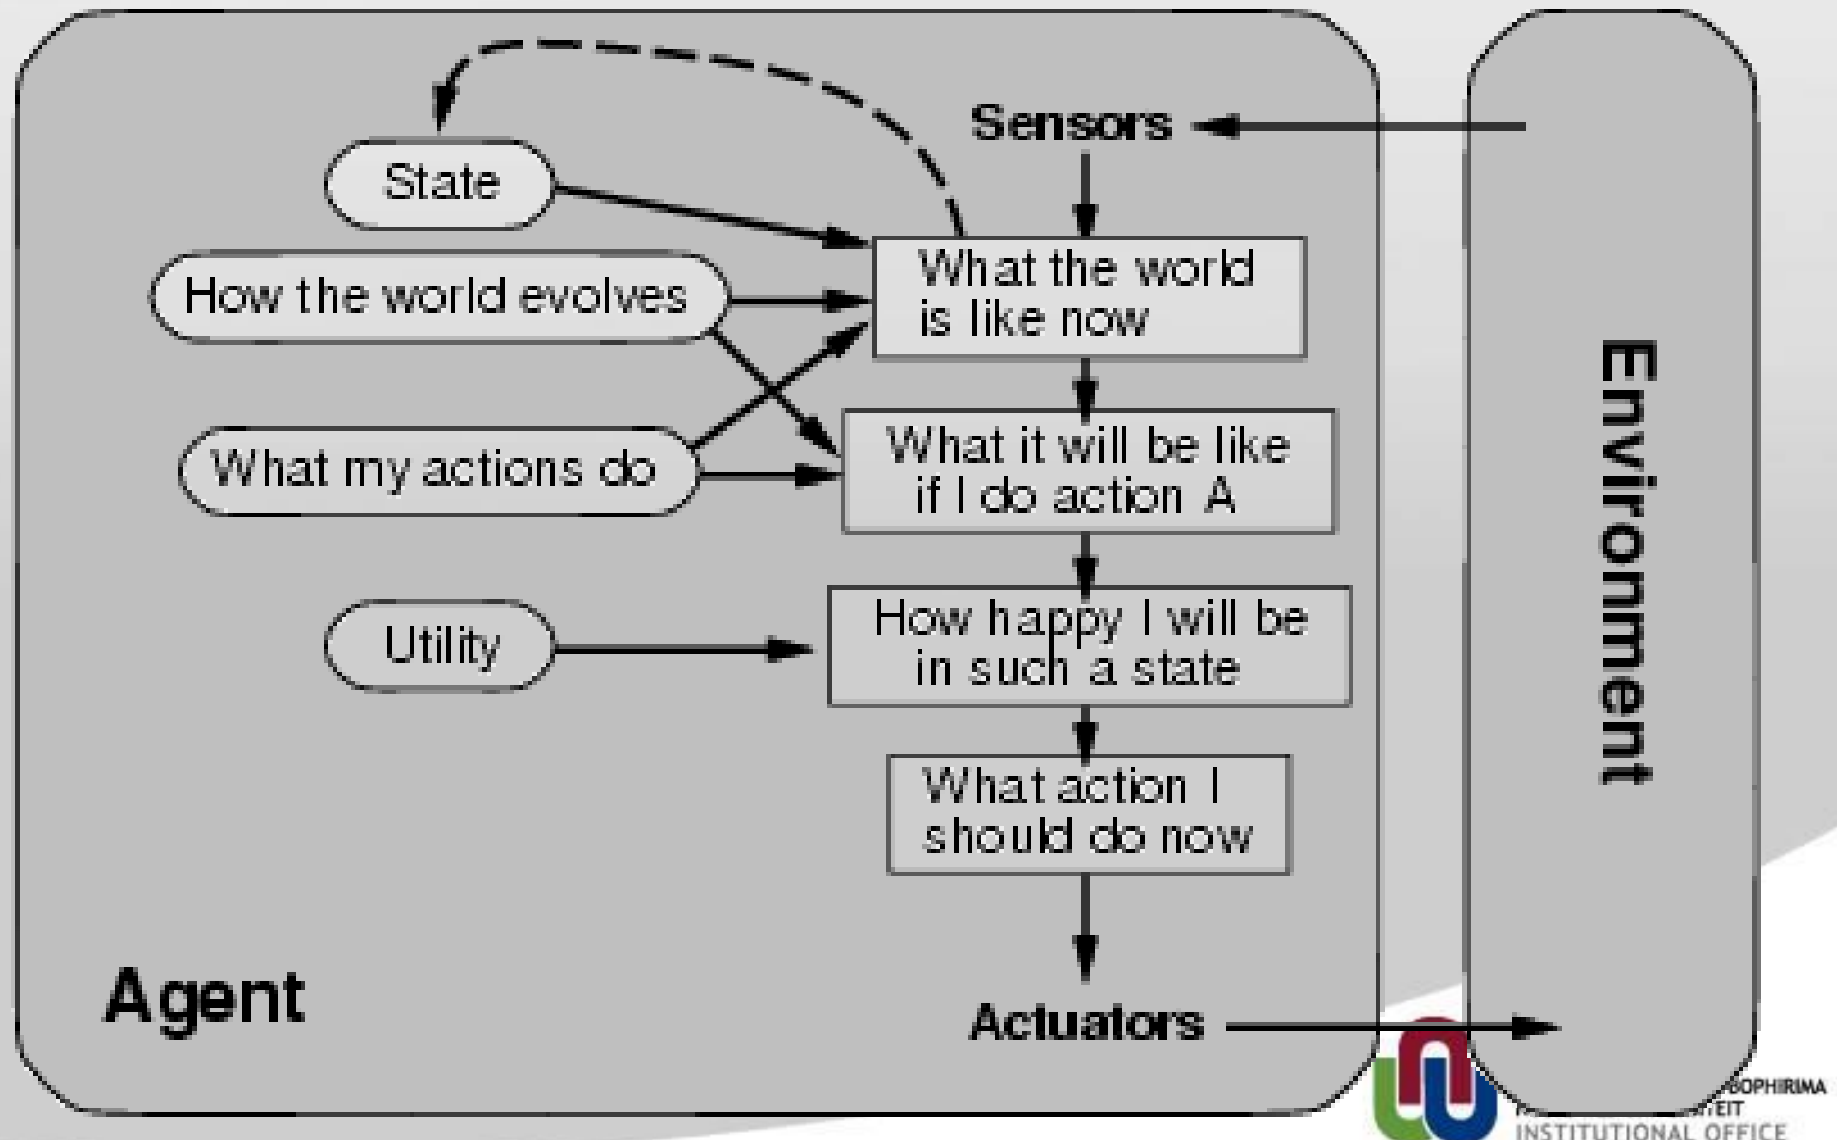 Sensors
State
What the world
is like now
How the world evolves
What it will be like
if I do action A
What my actions do
How happy I will be
in such a state
Utility
What action I
should do now
Environment
Agent
Actuators
INSTITUTIONAL OFFICE